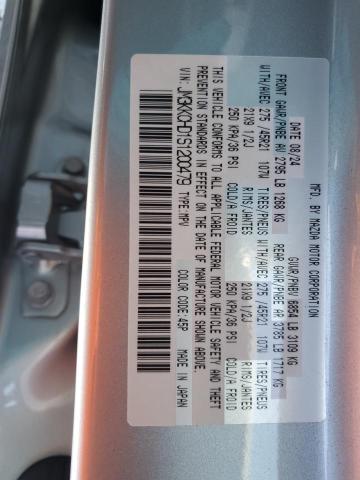 MFD. BY MAZDA MOTOR CORPORATION
DATE 08/24 GVWR/PNBE 6854 LB 3109 KG
FRONT GAWR/PNBE AV 2795 LB 1268 KG REAR GAWR/PNBE AR 3785 LB 1717 KG
WITH/AVEC 275 /45R21 107W TIRES/PNEUS WITH/AVEC 275 /45R21 107W TIRES/PNEUS
21X9 1/2J RIMS/JANTES 21X9 1/2J RIMS/JANTES
250 KPA/36 PSI COLD/A FROID 250 KPA/36 PSI COLD/A FROID
THIS VEHICLE CONFORMS TO ALL APPLICABLE FEDERAL MOTOR VEHICLE SAFETY AND THEFT
PREVENTION STANDARDS IN EFFECT ON THE DATE OF MANUFACTURE SHOWN ABOVE.
VIN: JM3KKCHD1S1203479 TYPE:MPV COLOR CODE:45P MADE IN JAPAN